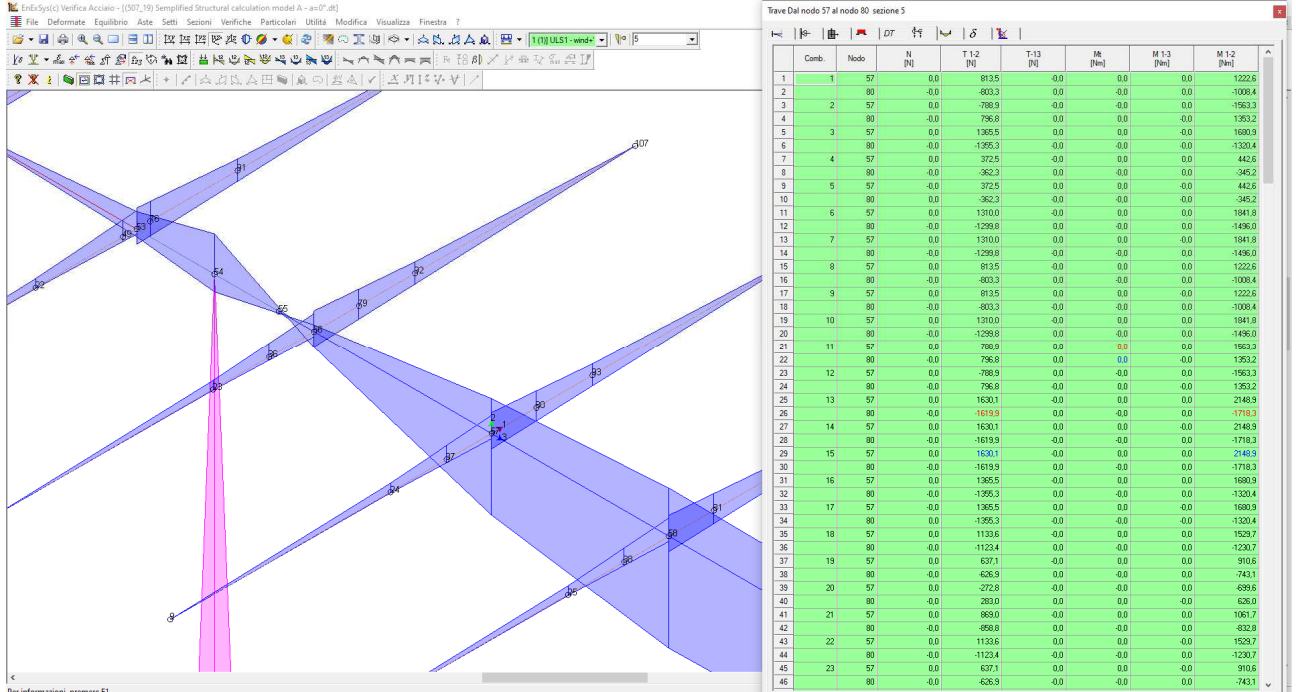 EnExSys(c) Verifica Acciaio - [(507_19) Semplified Structural calculation model A - a=0°.dt]
File Deformate Equilibrio Aste Setti Sezioni Verifiche Particolari Utilitá Modifica Visualizza Finestra ?
1 (1)] ULS1 - wind+
5
107
91
76
53
49
92
54
22
55
79
56
36
23
93
80
2
1
57
3
37
24
81
58
38
25
9
Per informazioni, premere F1
Trave Dal nodo 57 al nodo 80 sezione 5
DT δ
Comb. Nodo N [N] T 1-2 [N] T-13 [N] Mt [Nm] M 1-3 [Nm] M 1-2 [Nm]
1 1 57 0,0 813,5 -0,0 0,0 0,0 1222,6
2 80 -0,0 -803,3 0,0 -0,0 0,0 -1008,4
3 2 57 0,0 -788,9 -0,0 0,0 -0,0 -1563,3
4 80 -0,0 796,8 0,0 -0,0 0,0 1353,2
5 3 57 0,0 1365,5 -0,0 0,0 0,0 1680,9
6 80 -0,0 -1355,3 0,0 -0,0 0,0 -1320,4
7 4 57 0,0 372,5 -0,0 0,0 0,0 442,6
8 80 -0,0 -362,3 0,0 -0,0 -0,0 -345,2
9 5 57 0,0 372,5 -0,0 0,0 0,0 442,6
10 80 -0,0 -362,3 0,0 -0,0 -0,0 -345,2
11 6 57 0,0 1310,0 -0,0 0,0 0,0 1841,8
12 80 -0,0 -1299,8 0,0 -0,0 0,0 -1496,0
13 7 57 0,0 1310,0 -0,0 0,0 0,0 1841,8
14 80 -0,0 -1299,8 0,0 -0,0 -0,0 -1496,0
15 8 57 0,0 813,5 -0,0 0,0 0,0 1222,6
16 80 -0,0 -803,3 0,0 -0,0 0,0 -1008,4
17 9 57 0,0 813,5 -0,0 0,0 0,0 1222,6
18 80 -0,0 -803,3 0,0 -0,0 0,0 -1008,4
19 10 57 0,0 1310,0 -0,0 0,0 0,0 1841,8
20 80 -0,0 -1299,8 0,0 -0,0 0,0 -1496,0
21 11 57 0,0 788,9 -0,0 0,0 0,0 1563,3
22 80 -0,0 796,8 0,0 0,0 0,0 1353,2
23 12 57 0,0 -788,9 -0,0 0,0 -0,0 -1563,3
24 80 -0,0 796,8 0,0 -0,0 0,0 1353,2
25 13 57 0,0 1630,1 -0,0 0,0 0,0 2148,9
26 80 -0,0 -1619,9 0,0 -0,0 0,0 -1718,3
27 14 57 0,0 1630,1 -0,0 0,0 0,0 2148,9
28 80 -0,0 -1619,9 0,0 -0,0 0,0 -1718,3
29 15 57 0,0 1630,1 -0,0 0,0 0,0 2148,9
30 80 -0,0 -1619,9 0,0 -0,0 -0,0 -1718,3
31 16 57 0,0 1365,5 -0,0 0,0 0,0 1680,9
32 80 -0,0 -1355,3 0,0 -0,0 0,0 -1320,4
33 17 57 0,0 1365,5 -0,0 0,0 0,0 1680,9
34 80 -0,0 -1355,3 0,0 -0,0 0,0 -1320,4
35 18 57 0,0 1133,6 -0,0 0,0 0,0 1529,7
36 80 -0,0 -1123,4 0,0 -0,0 0,0 -1230,7
37 19 57 0,0 637,1 -0,0 0,0 0,0 910,6
38 80 -0,0 -626,9 0,0 -0,0 0,0 -743,1
39 20 57 0,0 -272,8 -0,0 0,0 -0,0 -699,6
40 80 -0,0 283,0 0,0 -0,0 0,0 626,0
41 21 57 0,0 869,0 -0,0 0,0 0,0 1061,7
42 80 -0,0 -858,8 0,0 -0,0 -0,0 -832,8
43 22 57 0,0 1133,6 -0,0 0,0 0,0 1529,7
44 80 -0,0 -1123,4 0,0 -0,0 0,0 -1230,7
45 23 57 0,0 637,1 -0,0 0,0 0,0 910,6
46 80 -0,0 -626,9 0,0 -0,0 0,0 -743,1